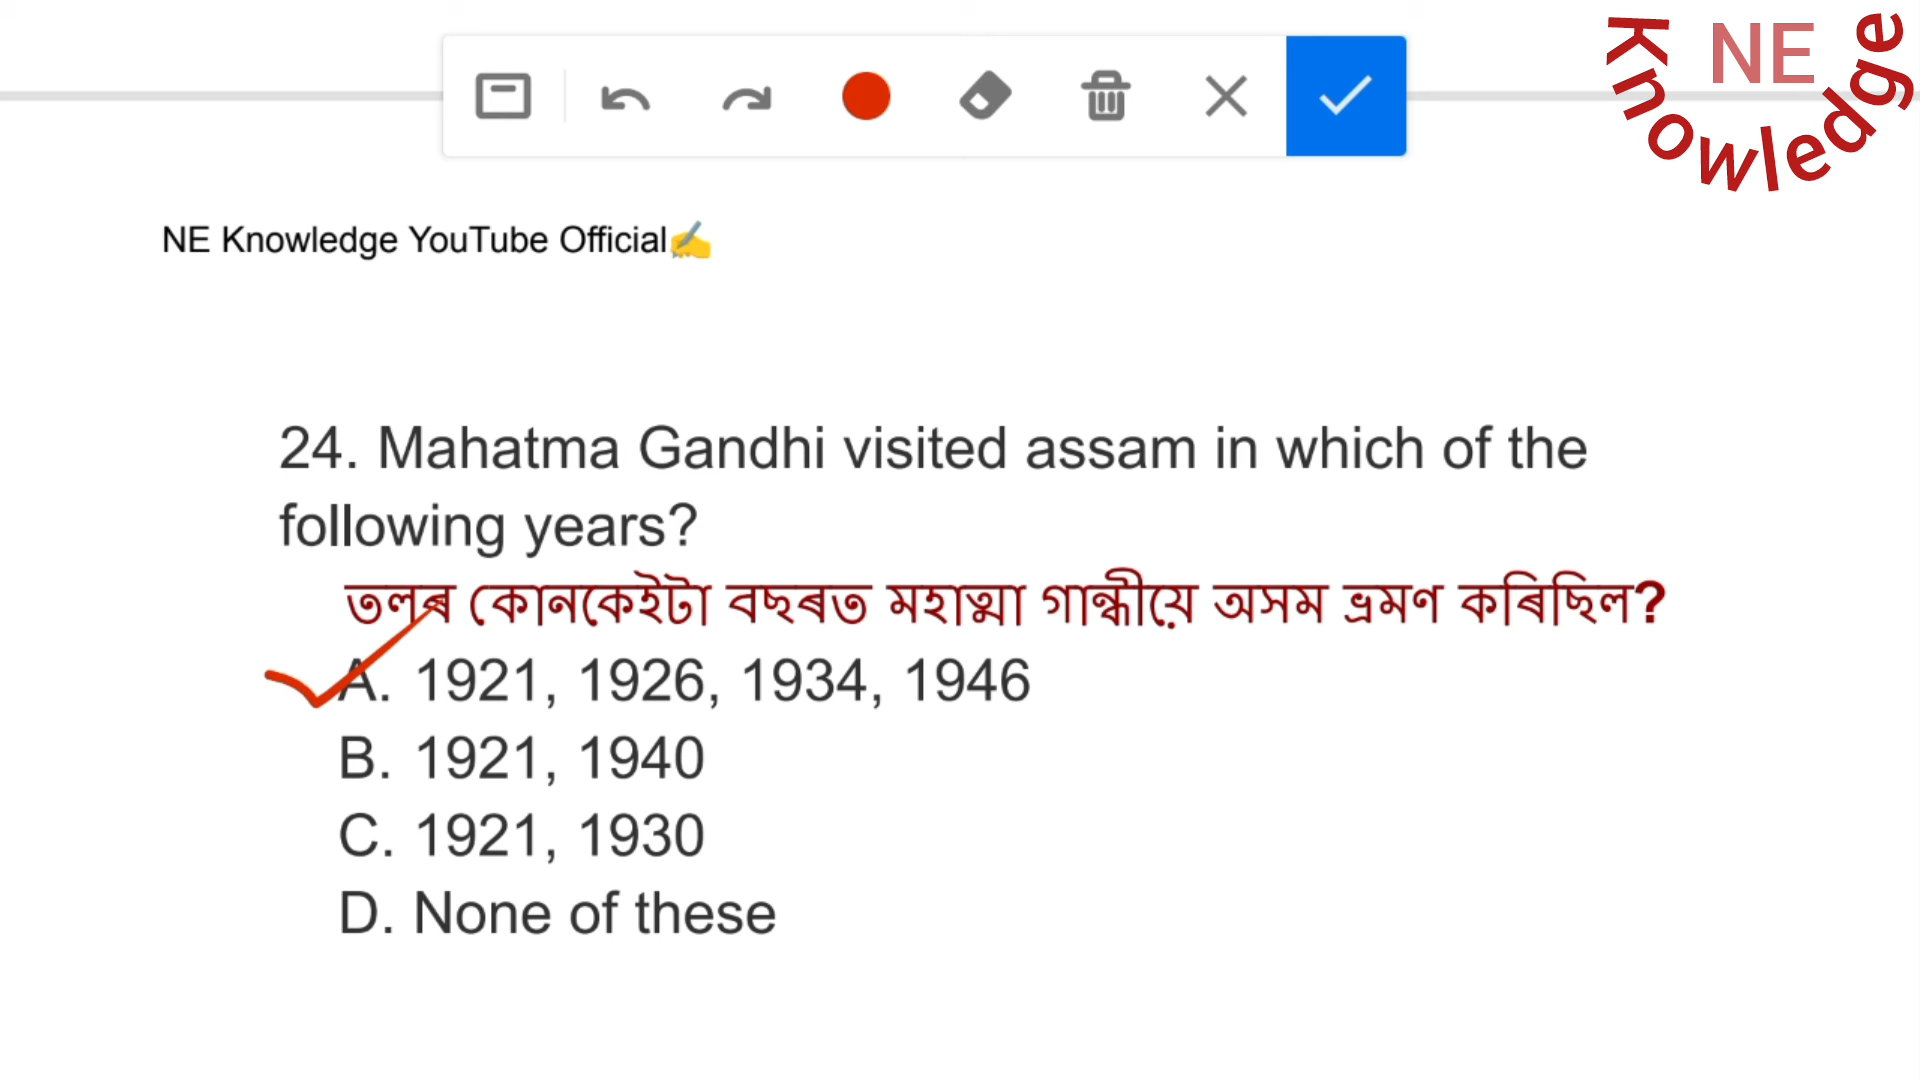 NE
Knowledge
NE Knowledge YouTube Official✍
24. Mahatma Gandhi visited assam in which of the
following years?
তলৰ কোনকেইটা বছৰত মহাত্মা গান্ধীয়ে অসম ভ্ৰমণ কৰিছিল?
A. 1921, 1926, 1934, 1946
B. 1921, 1940
C. 1921, 1930
D. None of these